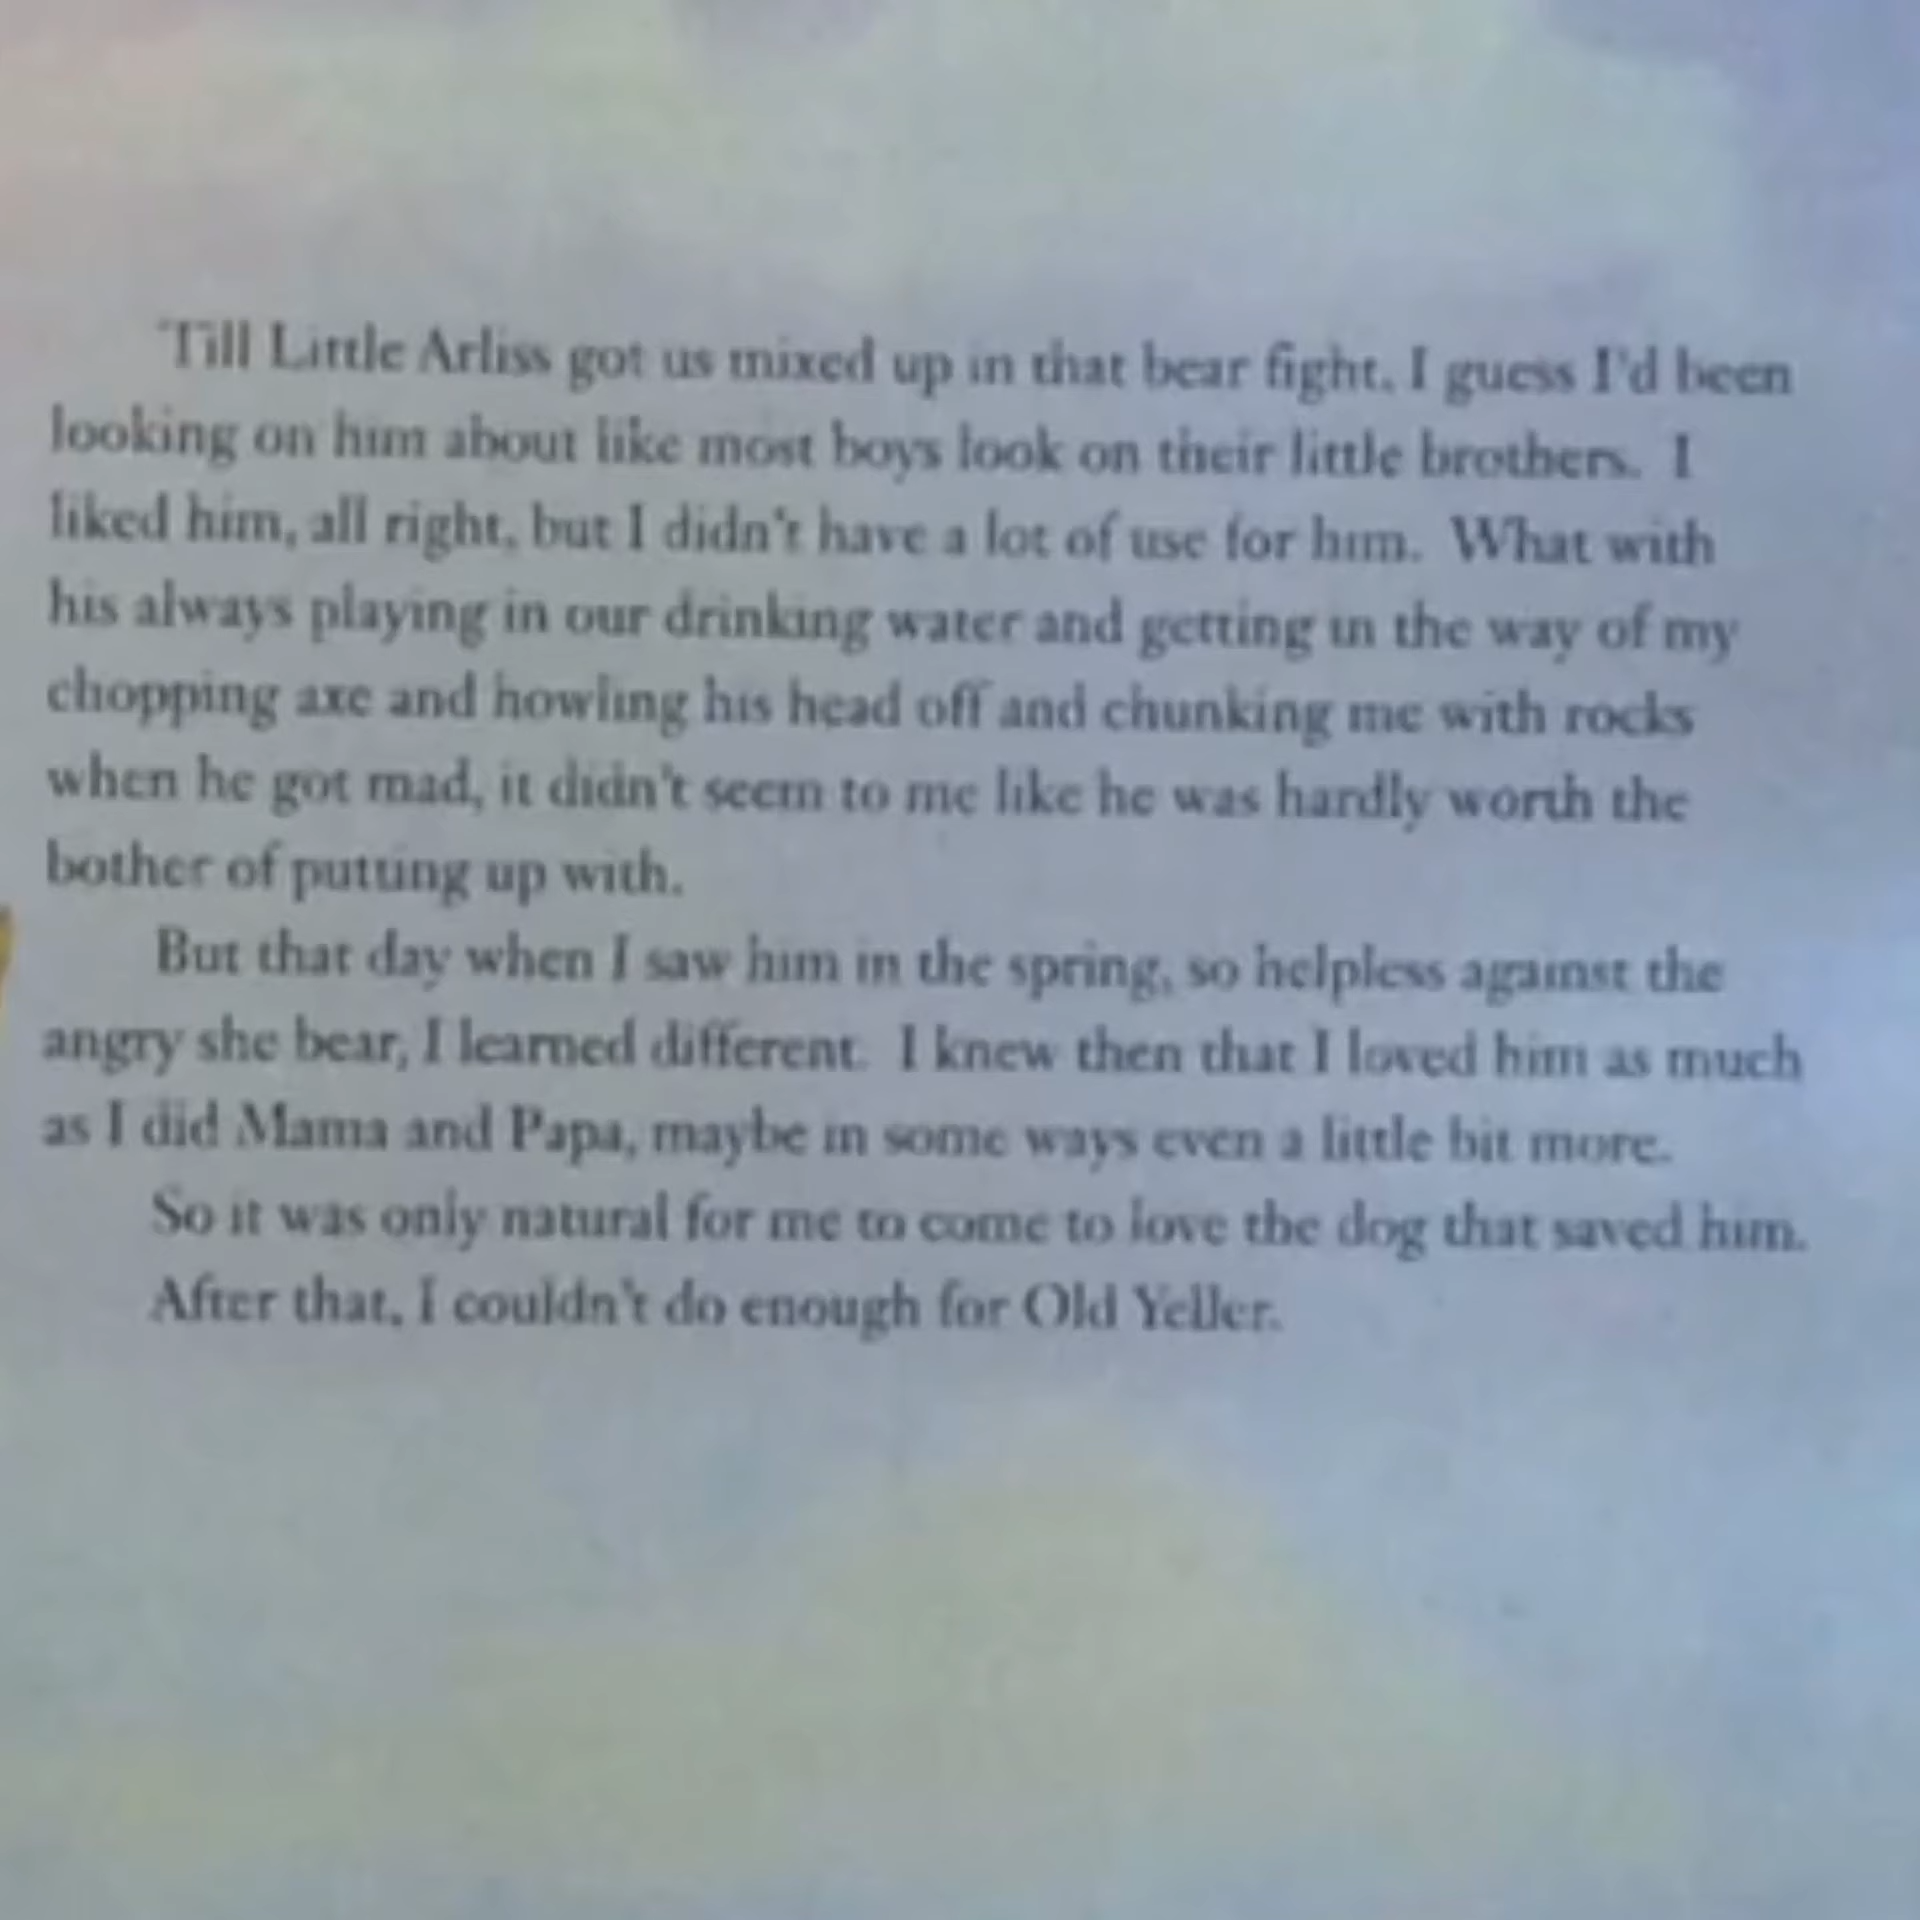 Till Little Arliss got us mixed up in that bear fight, I guess I'd been
looking on him about like most boys look on their little brothers. I
liked him, all right, but I didn't have a lot of use for him. What with
his always playing in our drinking water and getting in the way of my
chopping axe and howling his head off and chunking me with rocks
when he got mad, it didn't seem to me like he was hardly worth the
bother of putting up with.
But that day when I saw him in the spring, so helpless against the
angry she bear, I learned different. I knew then that I loved him as much
as I did Mama and Papa, maybe in some ways even a little bit more.
So it was only natural for me to come to love the dog that saved him.
After that, I couldn't do enough for Old Yeller.